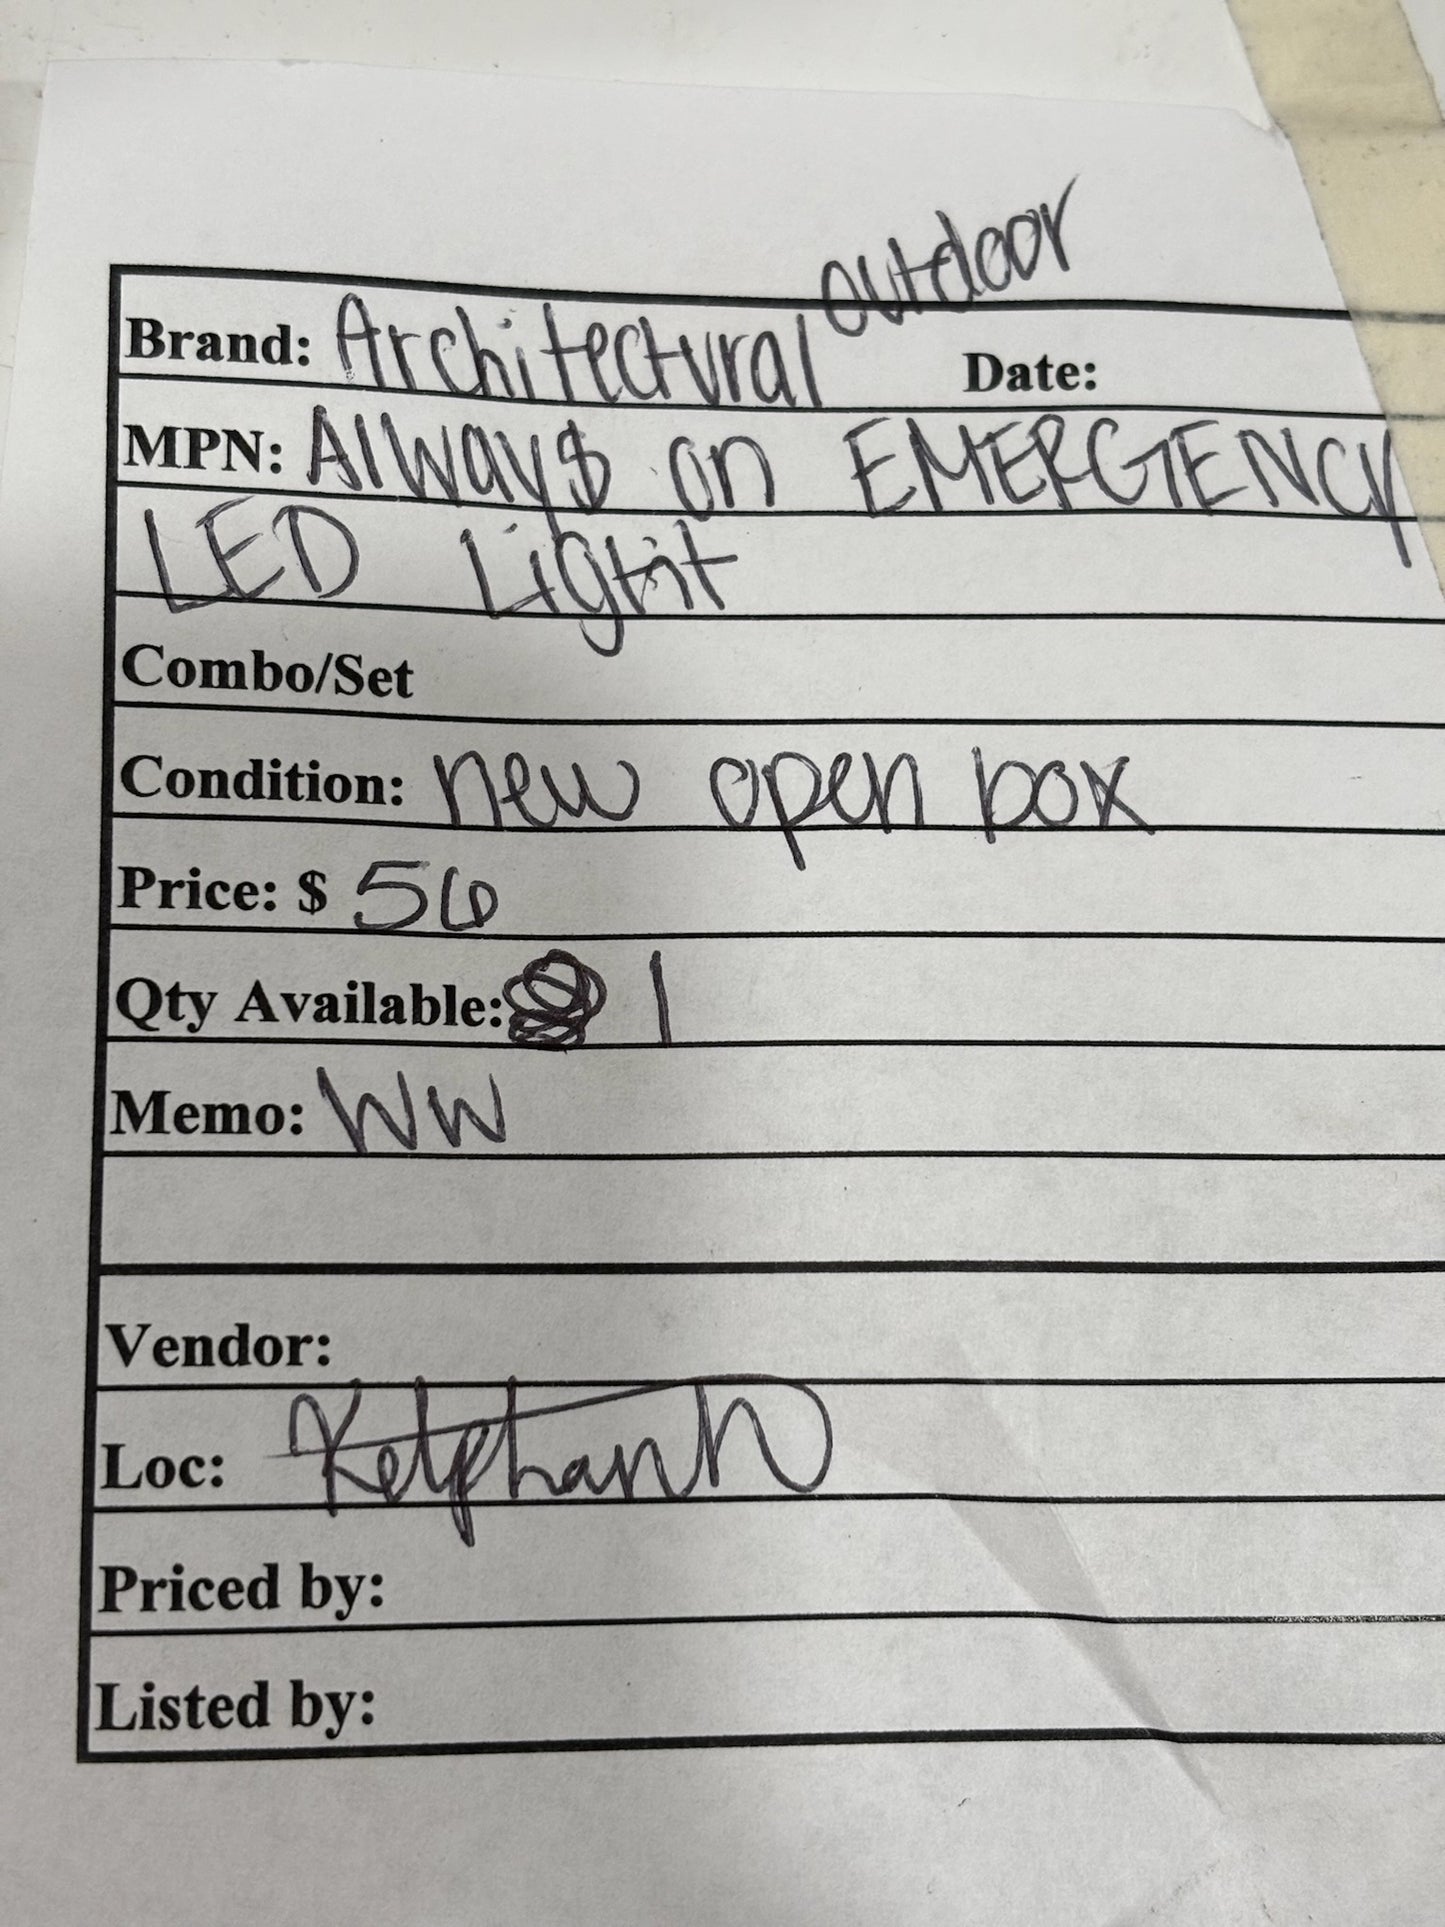 outdoor
Brand: Architectural Date:
MPN: Always on EMERGENCY
LED Light
Combo/Set
Condition: new open box
Price: $ 56
Qty Available: 1
Memo: WW
Vendor:
Loc:
Priced by:
Listed by: